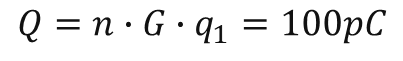 Q = n · G · q₁ = 100pC